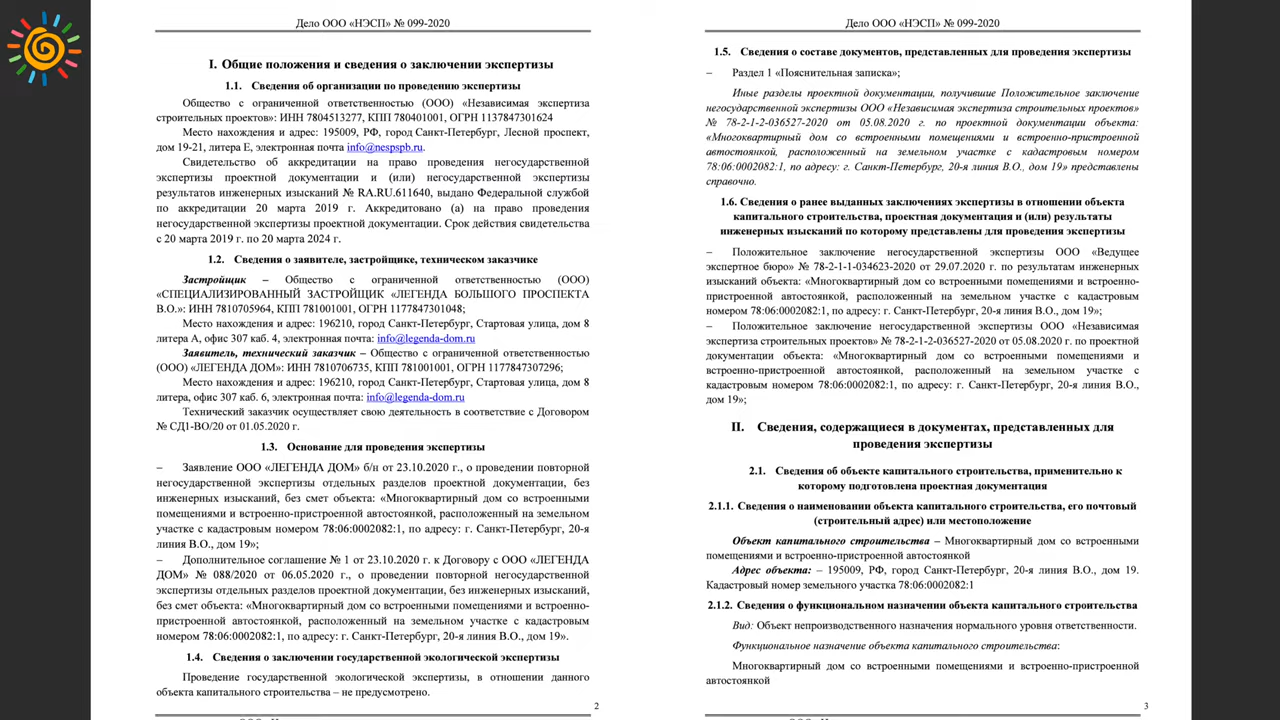 Дело ООО «НЭСП» № 099-2020
I. Общие положения и сведения о заключении экспертизы
1.1. Сведения об организации по проведению экспертизы
Общество с ограниченной ответственностью (ООО) «Независимая экспертиза
строительных проектов»: ИНН 7804513277, КПП 780401001, ОГРН 1137847301624
Место нахождения и адрес: 195009, РФ, город Санкт-Петербург, Лесной проспект,
дом 19-21, литера Е, электронная почта info@nespspb.ru.
Свидетельство об аккредитации на право проведения негосударственной
экспертизы проектной документации и (или) негосударственной экспертизы
результатов инженерных изысканий № RA.RU.611640, выдано Федеральной службой
по аккредитации 20 марта 2019 г. Аккредитовано (а) на право проведения
негосударственной экспертизы проектной документации. Срок действия свидетельства
с 20 марта 2019 г. по 20 марта 2024 г.
1.2. Сведения о заявителе, застройщике, техническом заказчике
Застройщик – Общество с ограниченной ответственностью (ООО)
«СПЕЦИАЛИЗИРОВАННЫЙ ЗАСТРОЙЩИК «ЛЕГЕНДА БОЛЬШОГО ПРОСПЕКТА
В.О.»: ИНН 7810705964, КПП 781001001, ОГРН 1177847301048;
Место нахождения и адрес: 196210, город Санкт-Петербург, Стартовая улица, дом 8
литера А, офис 307 каб. 4, электронная почта: info@legenda-dom.ru
Заявитель, технический заказчик – Общество с ограниченной ответственностью
(ООО) «ЛЕГЕНДА ДОМ»: ИНН 7810706735, КПП 781001001, ОГРН 1177847307296;
Место нахождения и адрес: 196210, город Санкт-Петербург, Стартовая улица, дом 8
литера, офис 307 каб. 6, электронная почта: info@legenda-dom.ru
Технический заказчик осуществляет свою деятельность в соответствие с Договором
№ СД1-ВО/20 от 01.05.2020 г.
1.3. Основание для проведения экспертизы
– Заявление ООО «ЛЕГЕНДА ДОМ» б/н от 23.10.2020 г., о проведении повторной
негосударственной экспертизы отдельных разделов проектной документации, без
инженерных изысканий, без смет объекта: «Многоквартирный дом со встроенными
помещениями и встроенно-пристроенной автостоянкой, расположенный на земельном
участке с кадастровым номером 78:06:0002082:1, по адресу: г. Санкт-Петербург, 20-я
линия В.О., дом 19»;
– Дополнительное соглашение № 1 от 23.10.2020 г. к Договору с ООО «ЛЕГЕНДА
ДОМ» № 088/2020 от 06.05.2020 г., о проведении повторной негосударственной
экспертизы отдельных разделов проектной документации, без инженерных изысканий,
без смет объекта: «Многоквартирный дом со встроенными помещениями и встроенно-
пристроенной автостоянкой, расположенный на земельном участке с кадастровым
номером 78:06:0002082:1, по адресу: г. Санкт-Петербург, 20-я линия В.О., дом 19».
1.4. Сведения о заключении государственной экологической экспертизы
Проведение государственной экологической экспертизы, в отношении данного
объекта капитального строительства – не предусмотрено.
2
Дело ООО «НЭСП» № 099-2020
1.5. Сведения о составе документов, представленных для проведения экспертизы
– Раздел 1 «Пояснительная записка»;
Иные разделы проектной документации, получившие Положительное заключение
негосударственной экспертизы ООО «Независимая экспертиза строительных проектов»
№ 78-2-1-2-036527-2020 от 05.08.2020 г. по проектной документации объекта:
«Многоквартирный дом со встроенными помещениями и встроенно-пристроенной
автостоянкой, расположенный на земельном участке с кадастровым номером
78:06:0002082:1, по адресу: г. Санкт-Петербург, 20-я линия В.О., дом 19» представлены
справочно.
1.6. Сведения о ранее выданных заключениях экспертизы в отношении объекта
капитального строительства, проектная документация и (или) результаты
инженерных изысканий по которому представлены для проведения экспертизы
– Положительное заключение негосударственной экспертизы ООО «Ведущее
экспертное бюро» № 78-2-1-1-034623-2020 от 29.07.2020 г. по результатам инженерных
изысканий объекта: «Многоквартирный дом со встроенными помещениями и встроенно-
пристроенной автостоянкой, расположенный на земельном участке с кадастровым
номером 78:06:0002082:1, по адресу: г. Санкт-Петербург, 20-я линия В.О., дом 19»;
– Положительное заключение негосударственной экспертизы ООО «Независимая
экспертиза строительных проектов» № 78-2-1-2-036527-2020 от 05.08.2020 г. по проектной
документации объекта: «Многоквартирный дом со встроенными помещениями и
встроенно-пристроенной автостоянкой, расположенный на земельном участке с
кадастровым номером 78:06:0002082:1, по адресу: г. Санкт-Петербург, 20-я линия В.О.,
дом 19»;
II. Сведения, содержащиеся в документах, представленных для
проведения экспертизы
2.1. Сведения об объекте капитального строительства, применительно к
которому подготовлена проектная документация
2.1.1. Сведения о наименовании объекта капитального строительства, его почтовый
(строительный адрес) или местоположение
Объект капитального строительства – Многоквартирный дом со встроенными
помещениями и встроенно-пристроенной автостоянкой
Адрес объекта: – 195009, РФ, город Санкт-Петербург, 20-я линия В.О., дом 19.
Кадастровый номер земельного участка 78:06:0002082:1
2.1.2. Сведения о функциональном назначении объекта капитального строительства
Вид: Объект непроизводственного назначения нормального уровня ответственности.
Функциональное назначение объекта капитального строительства:
Многоквартирный дом со встроенными помещениями и встроенно-пристроенной
автостоянкой
3